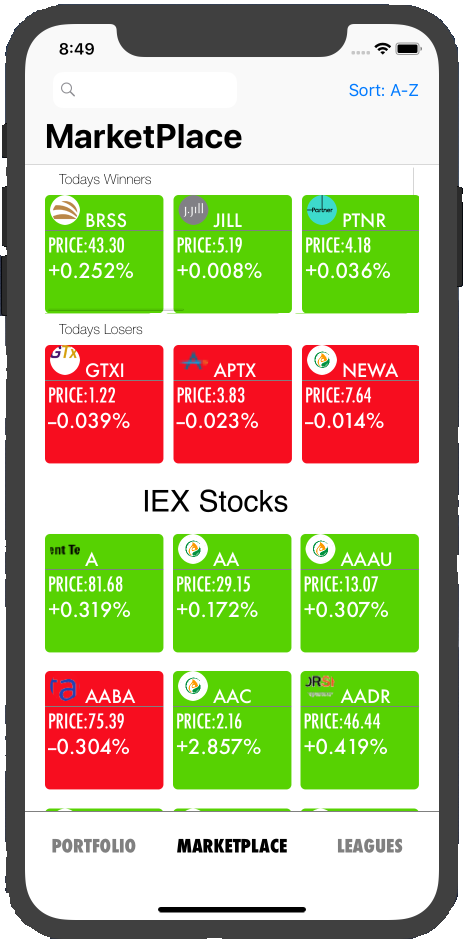 8:49
Sort: A-Z
MarketPlace
Todays Winners
BRSS
PRICE:43.30
+0.252%
j.jill JILL
PRICE:5.19
+0.008%
Partner PTNR
PRICE:4.18
+0.036%
Todays Losers
GTx GTXI
PRICE:1.22
–0.039%
APTX
PRICE:3.83
–0.023%
NEWA
PRICE:7.64
–0.014%
IEX Stocks
ent Te A
PRICE:81.68
+0.319%
AA
PRICE:29.15
+0.172%
AAAU
PRICE:13.07
+0.307%
AABA
PRICE:75.39
–0.304%
AAC
PRICE:2.16
+2.857%
AADR
PRICE:46.44
+0.419%
PORTFOLIO MARKETPLACE LEAGUES